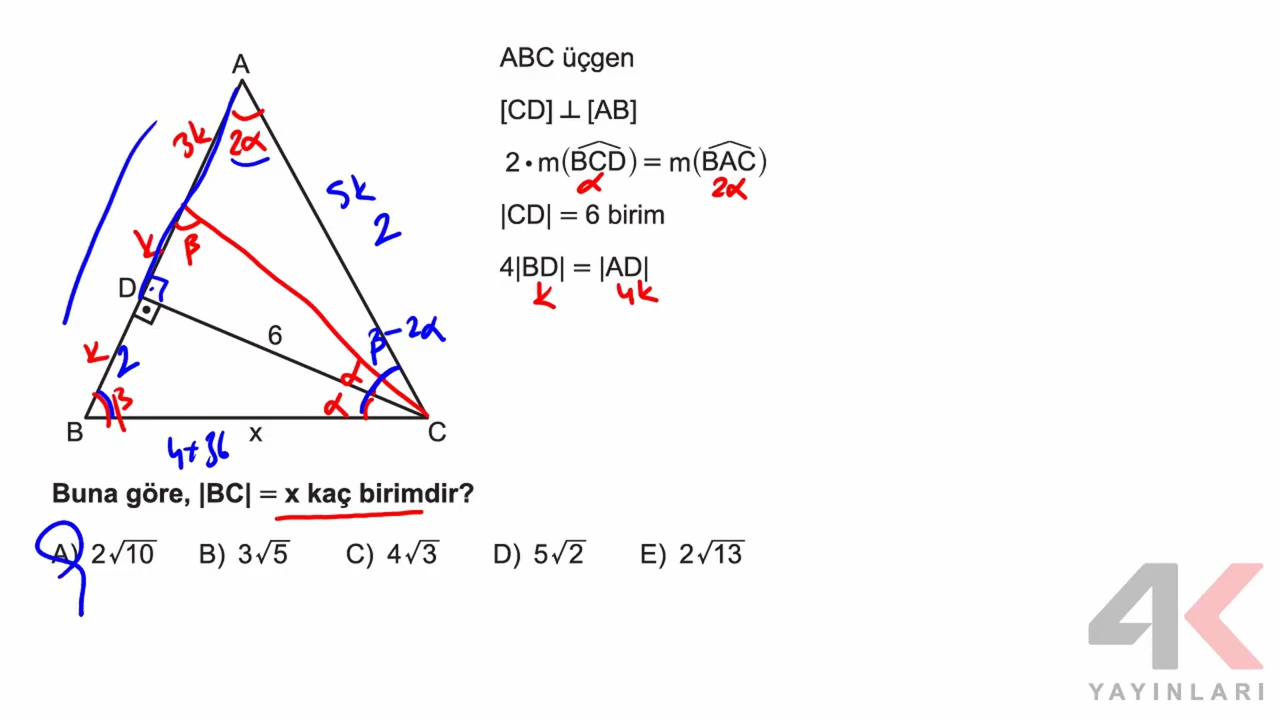 ABC üçgen
[CD] ⊥ [AB]
2 · m(BCD) = m(BAC)
α 2α
|CD| = 6 birim
4|BD| = |AD|
k 4k
A
3k 2α
5k
2
k β
D
6
β - 2α
k 2
α
β α
B x C
4+36
Buna göre, |BC| = x kaç birimdir?
A) 2√10 B) 3√5 C) 4√3 D) 5√2 E) 2√13
4K
YAYINLARI